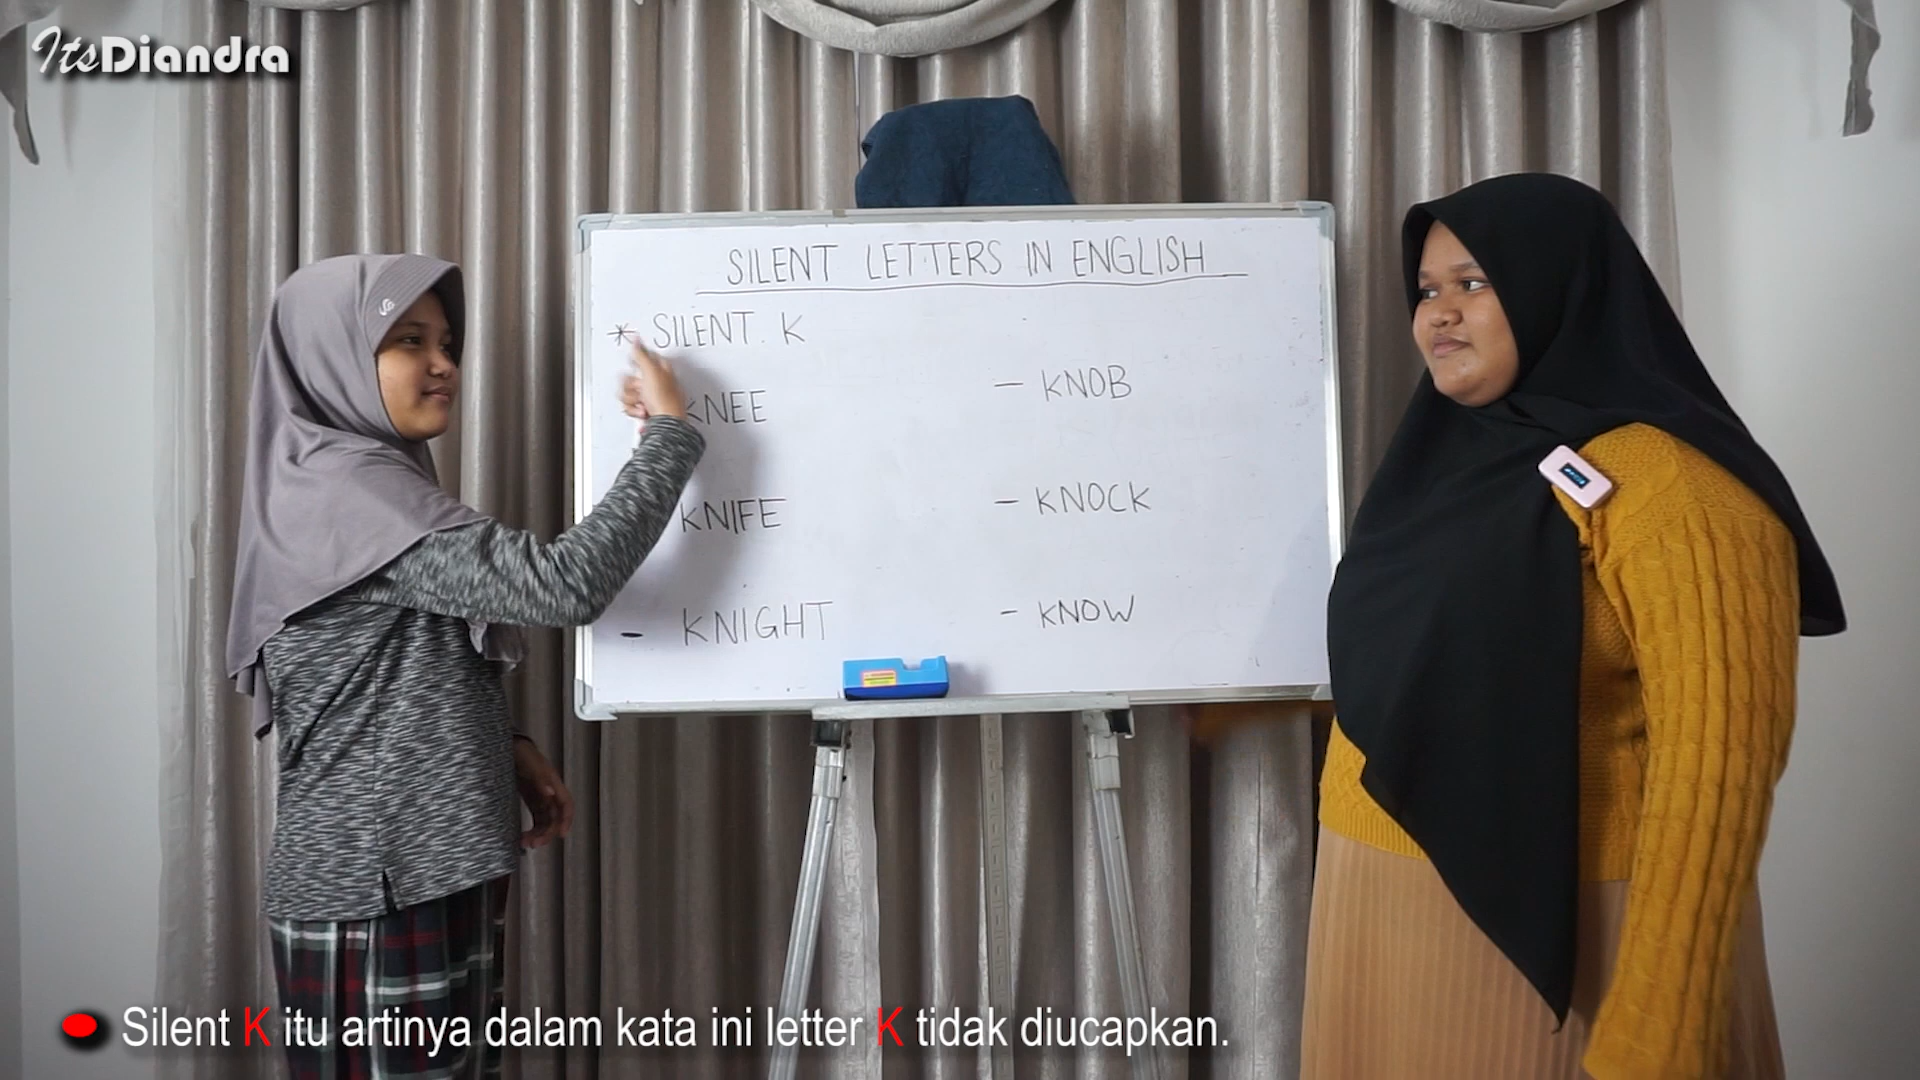 ItsDiandra
SILENT LETTERS IN ENGLISH
* SILENT. K
KNEE
KNIFE
- KNIGHT
- KNOB
- KNOCK
- KNOW
Silent K itu artinya dalam kata ini letter K tidak diucapkan.